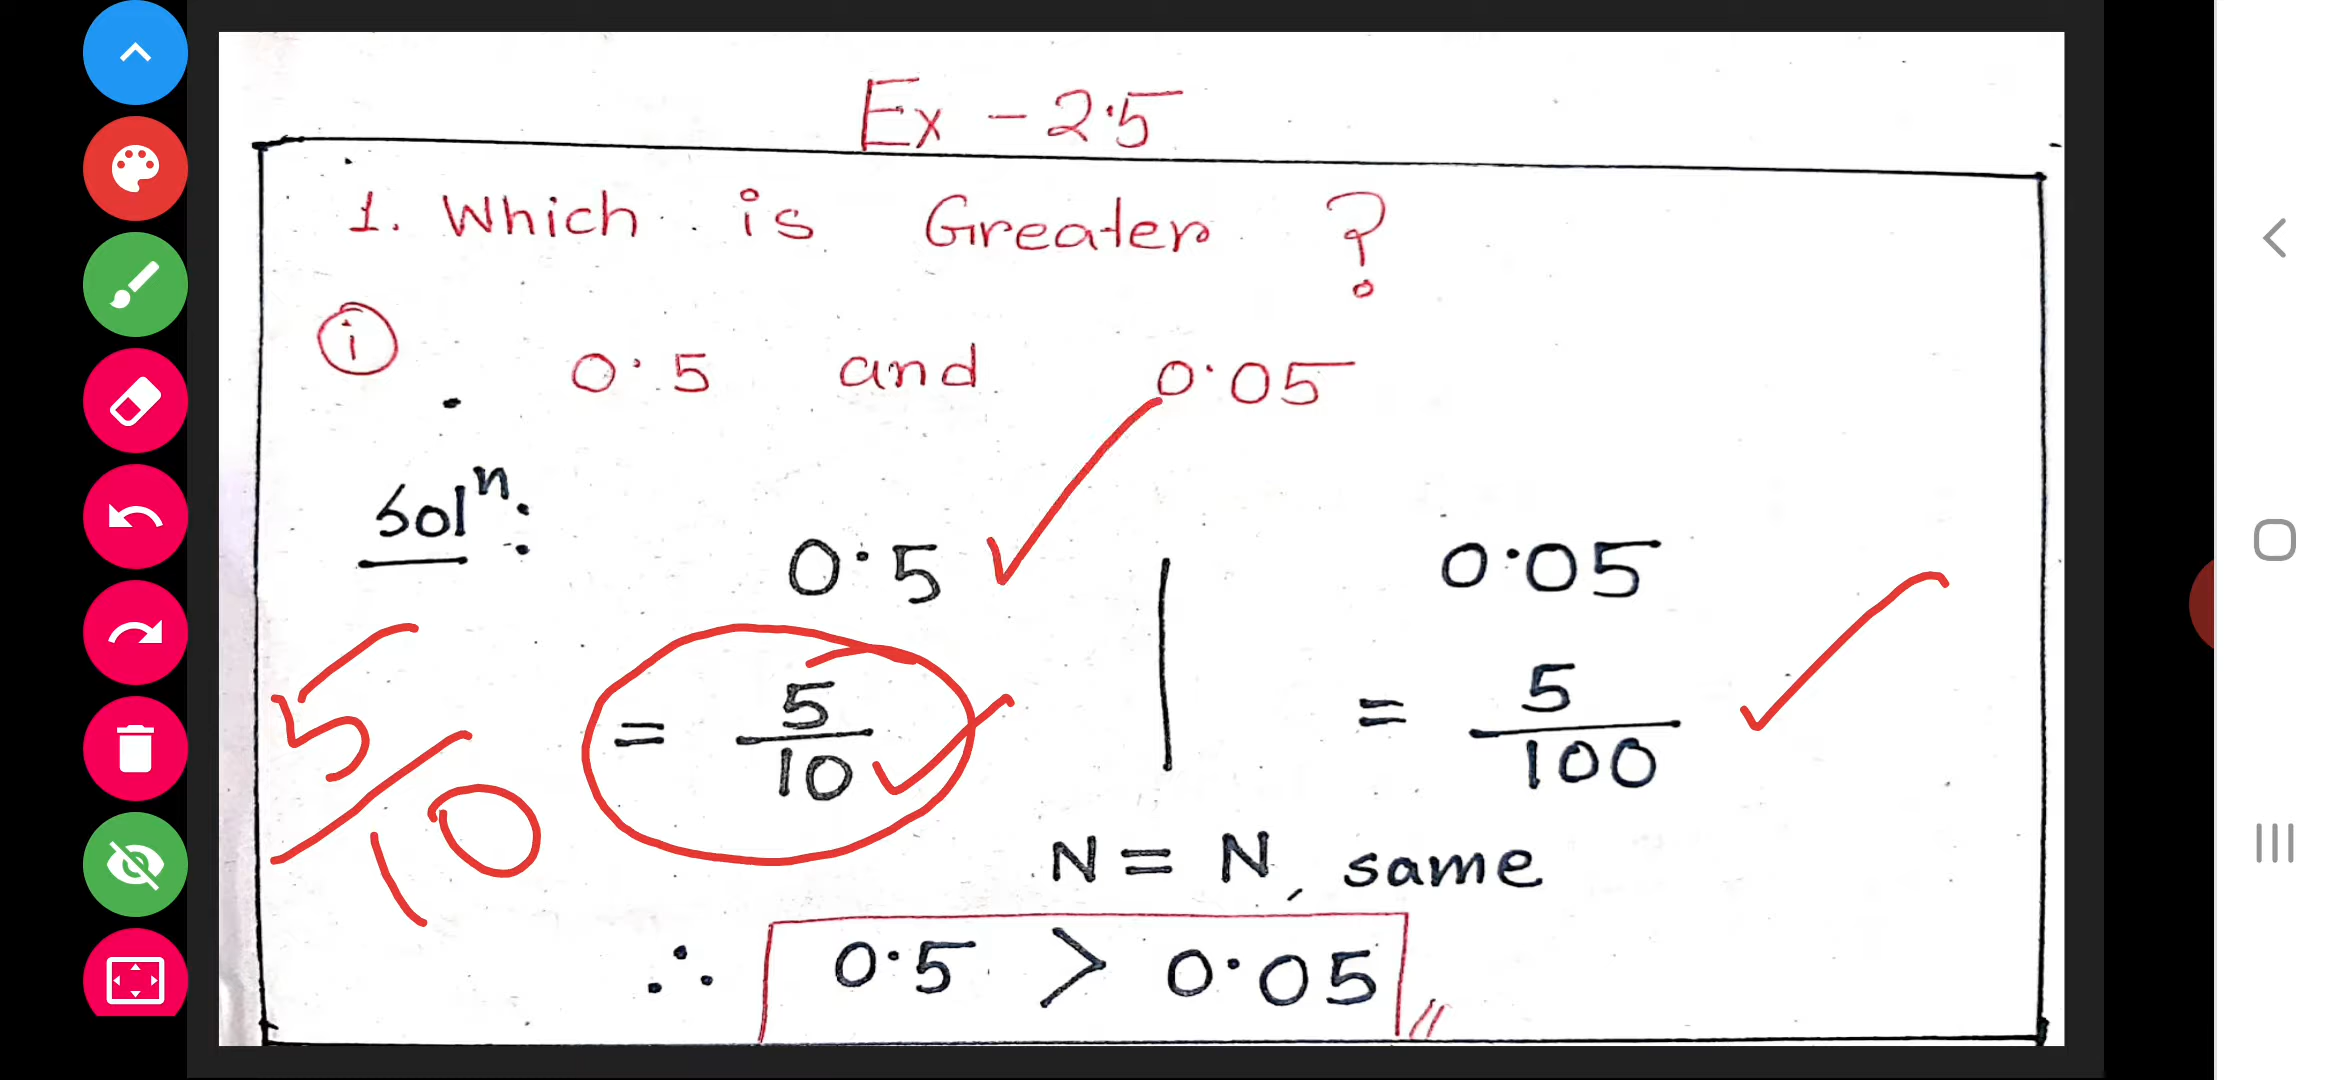 Ex - 2.5
1. Which is Greater ?
i 0.5 and 0.05
Solⁿ:
0.5 | 0.05
= 5/10 | = 5/100
5/10
N = N, same
∴ 0.5 > 0.05 //